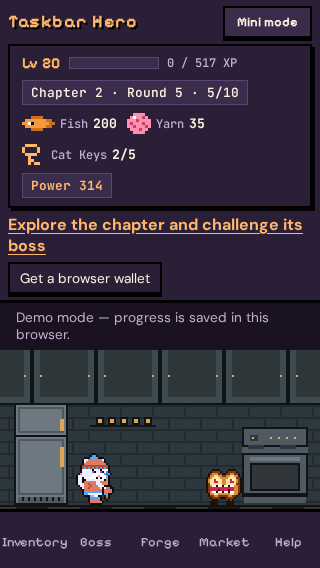 Taskbar Hero
Mini mode
Lv 20
0 / 517 XP
Chapter 2 · Round 5 · 5/10
Fish 200
Yarn 35
Cat Keys 2/5
Power 314
Explore the chapter and challenge its
boss
Get a browser wallet
Demo mode — progress is saved in this
browser.
Inventory
Boss
Forge
Market
Help